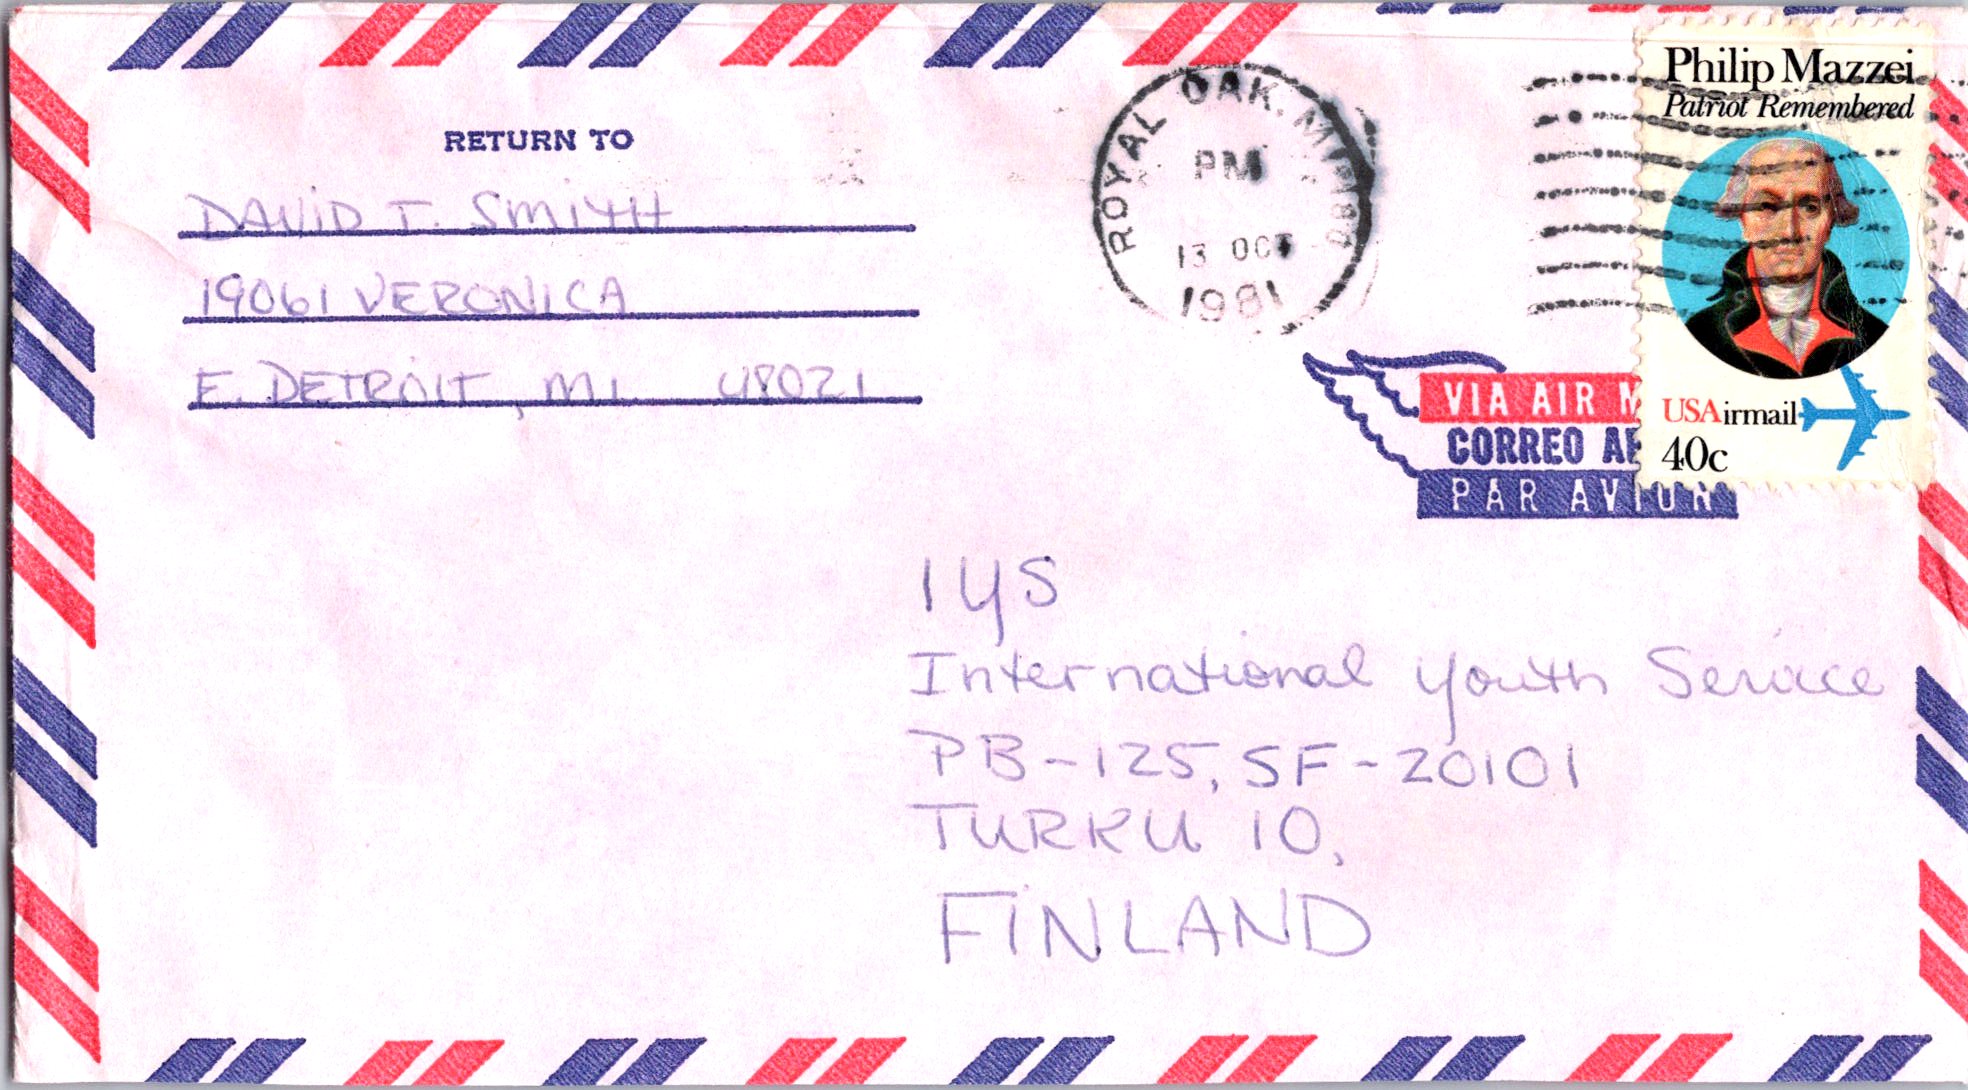 RETURN TO
DAVID T. SMITH
19061 VERONICA
E. DETROIT, MI. 48021
ROYAL OAK, MI 480
PM
13 OCT
1981
Philip Mazzei
Patriot Remembered
USAirmail
40c
VIA AIR M
CORREO AE
PAR AVION
IYS
International Youth Service
PB-125, SF-20101
TURKU 10,
FINLAND